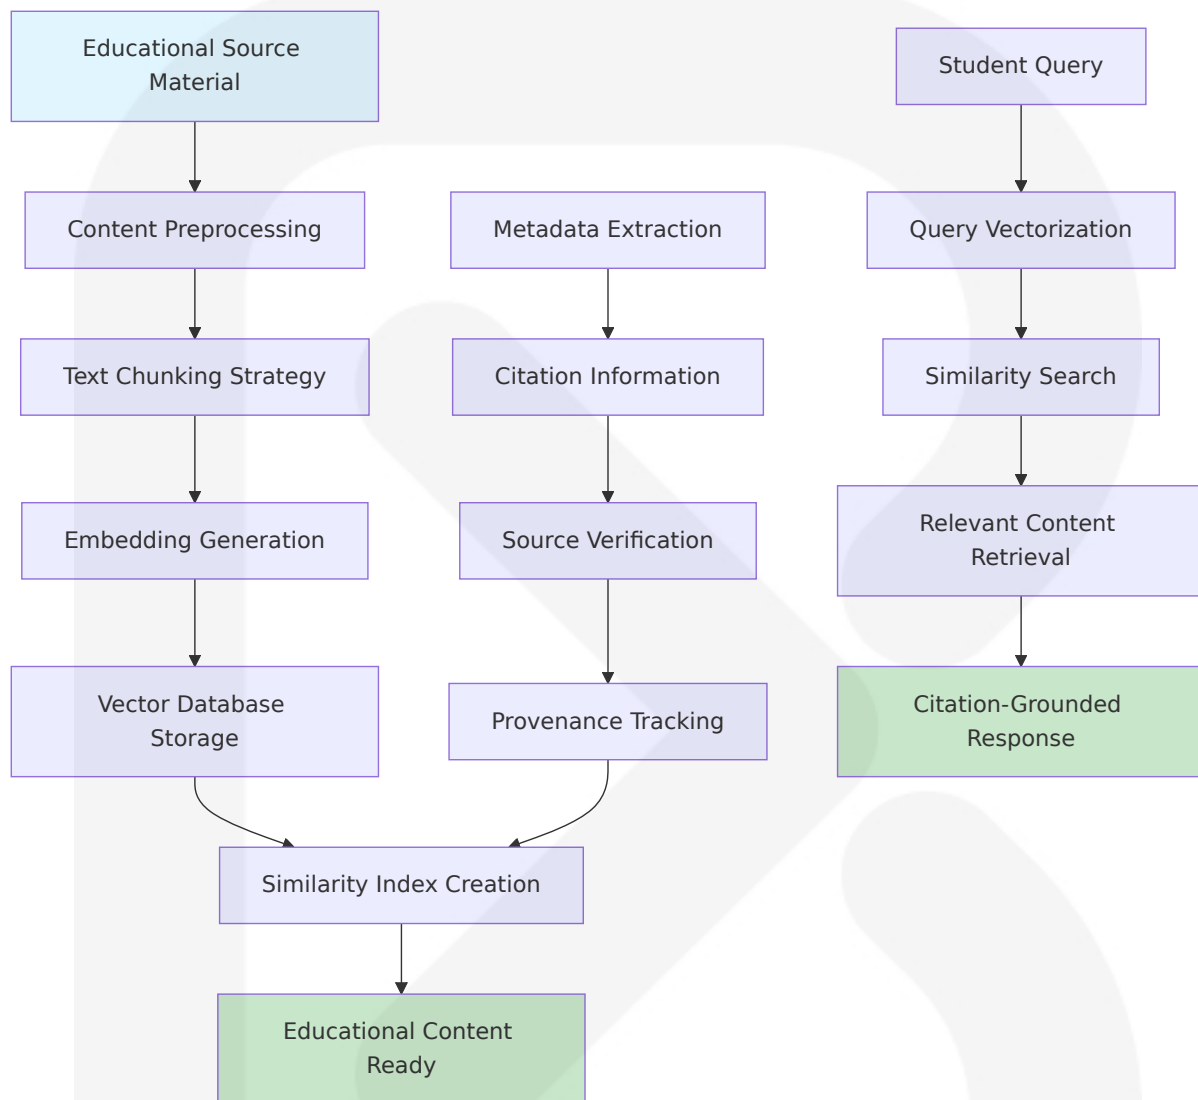 Educational Source
Material
Student Query
Content Preprocessing
Metadata Extraction
Query Vectorization
Text Chunking Strategy
Citation Information
Similarity Search
Embedding Generation
Source Verification
Relevant Content
Retrieval
Vector Database
Storage
Provenance Tracking
Citation-Grounded
Response
Similarity Index Creation
Educational Content
Ready